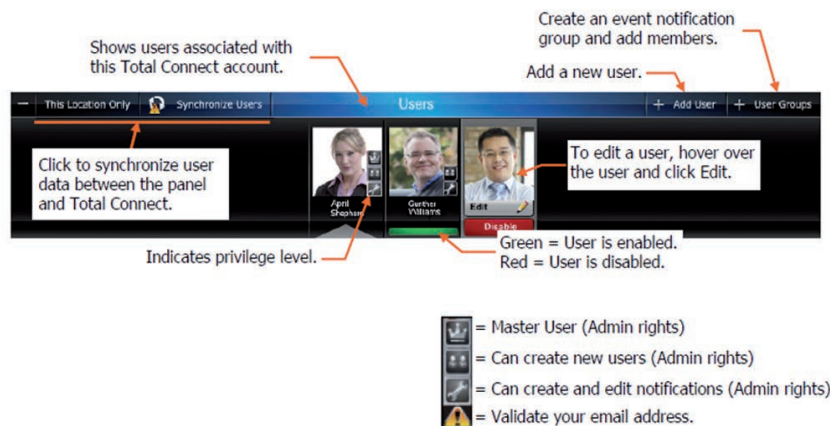 Create an event notification
group and add members.
Shows users associated with
this Total Connect account.
Add a new user.
This Location Only
Synchronize Users
Users
+ Add User
+ User Groups
Click to synchronize user
data between the panel
and Total Connect.
To edit a user, hover over
the user and click Edit.
April
Shepherd
Gunther
Williams
Edit
Disable
Indicates privilege level.
Green = User is enabled.
Red = User is disabled.
= Master User (Admin rights)
= Can create new users (Admin rights)
= Can create and edit notifications (Admin rights)
= Validate your email address.